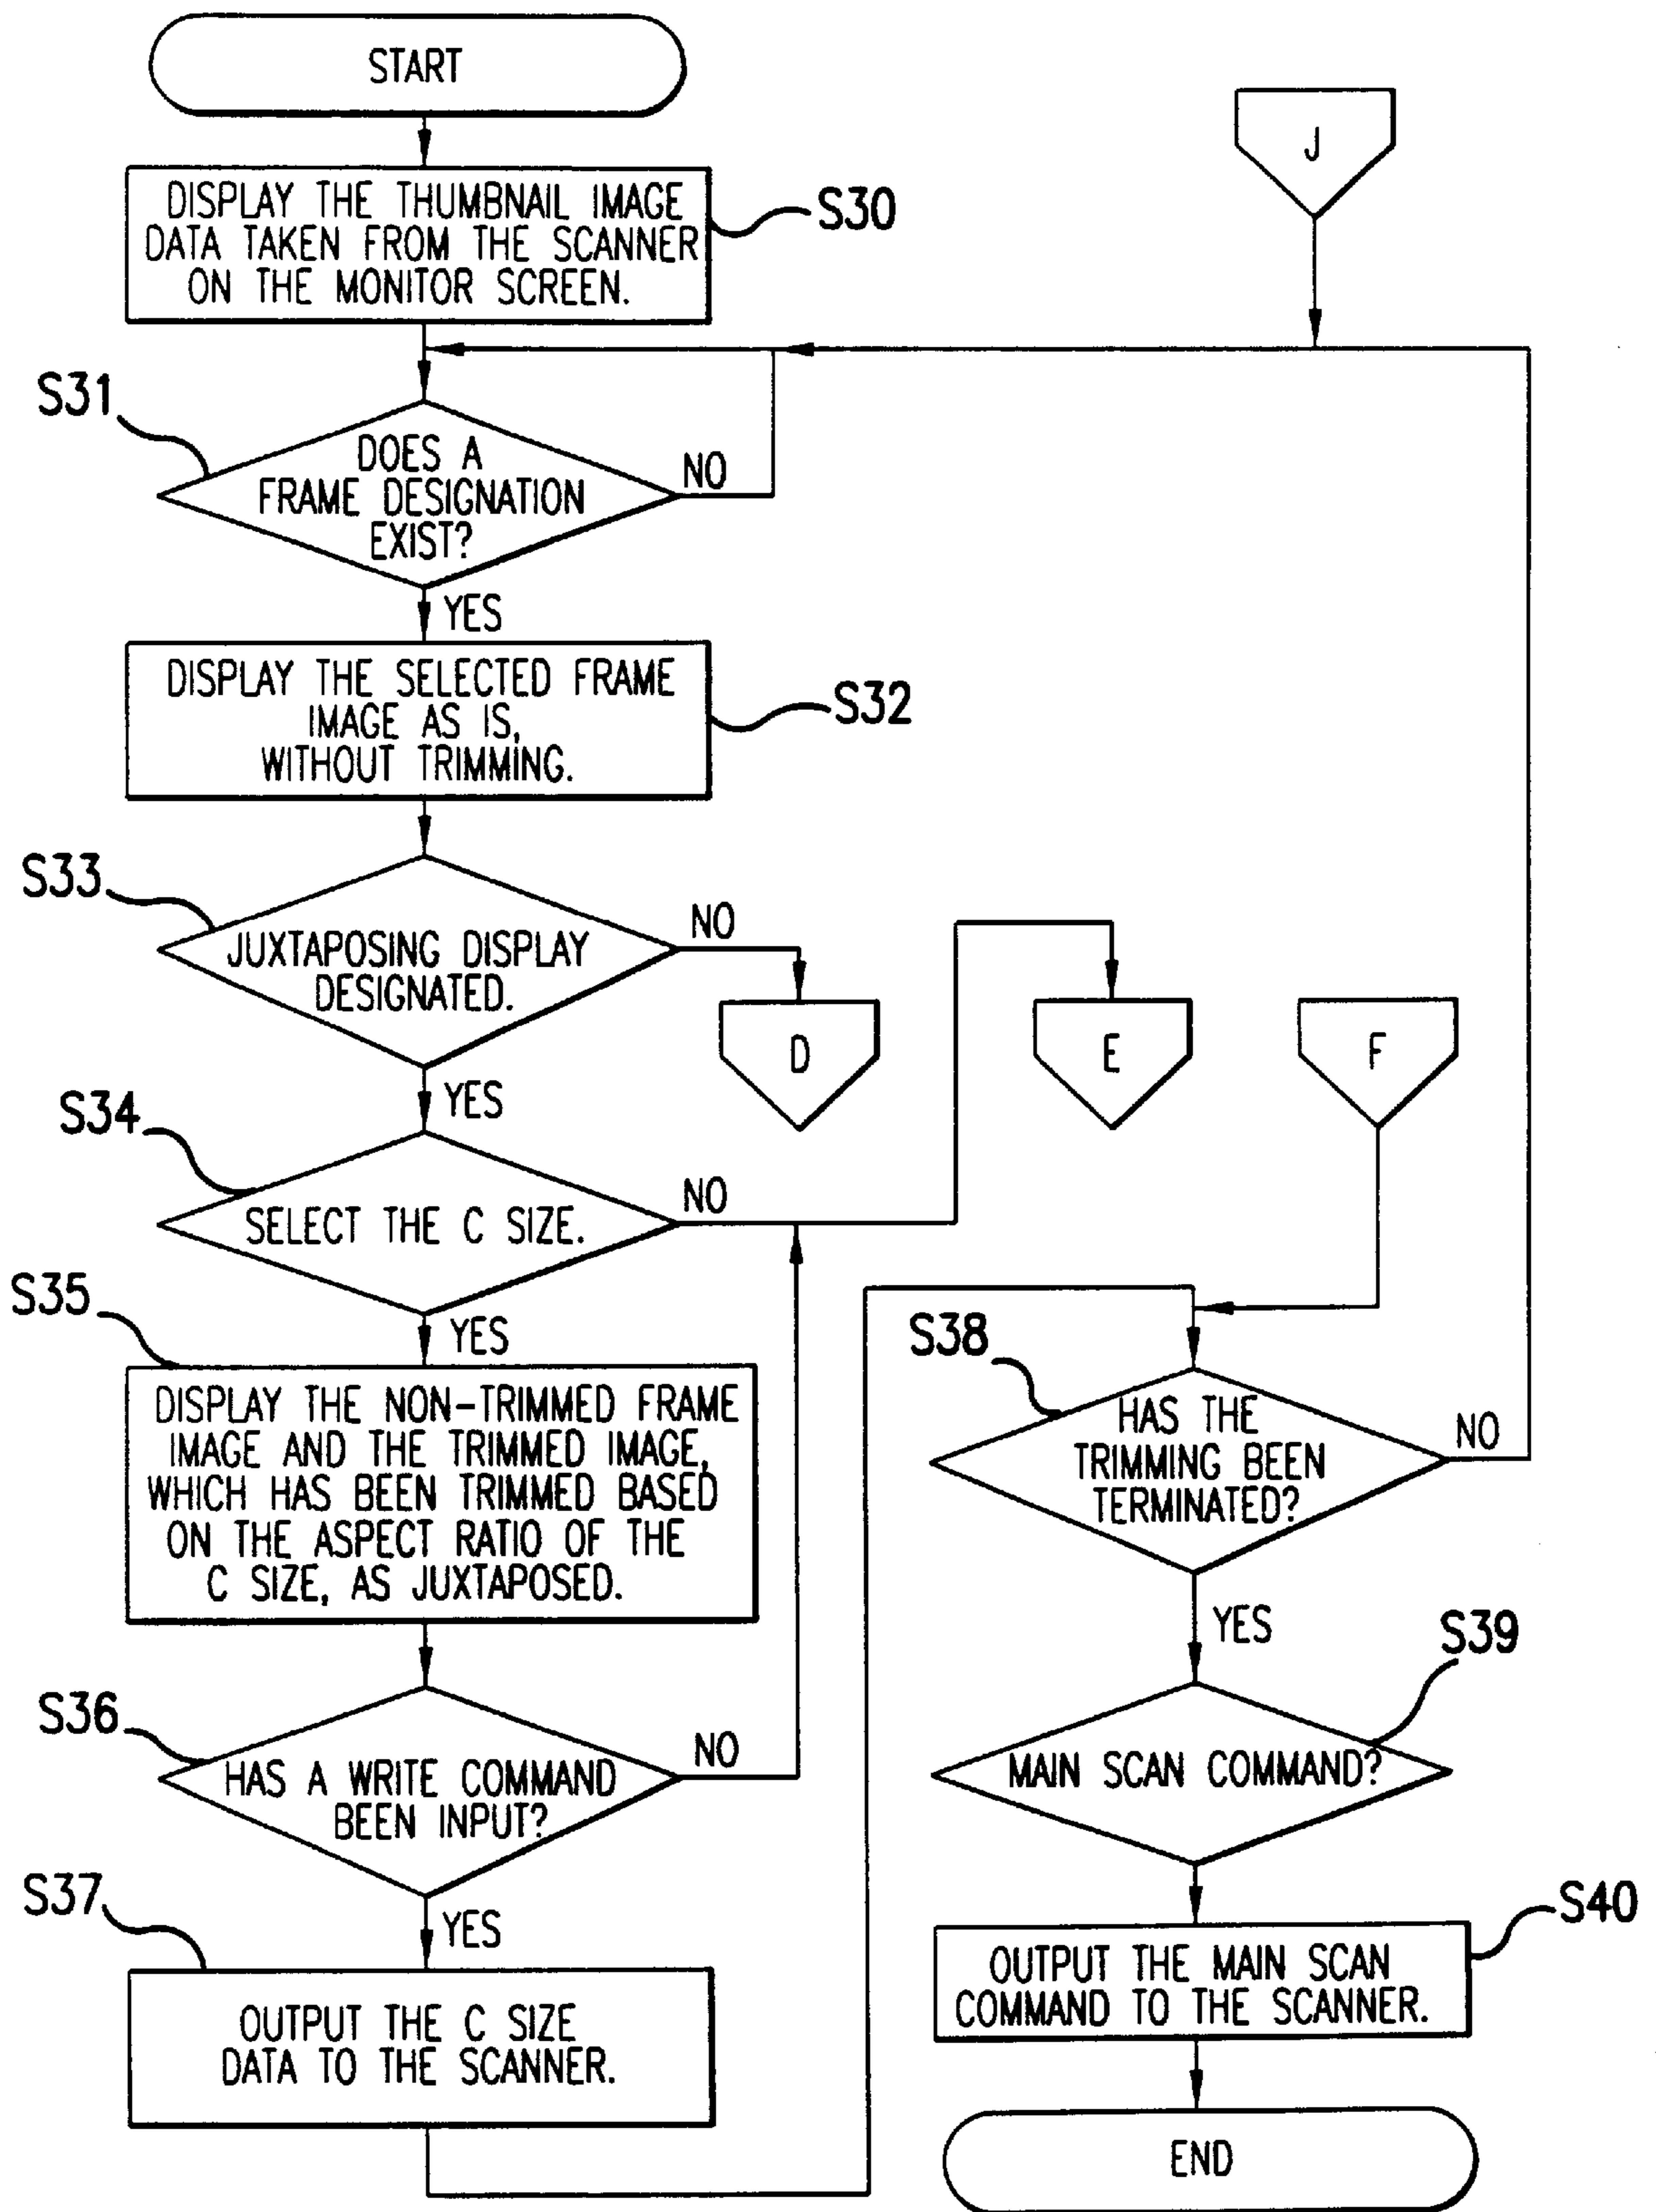 START
DISPLAY THE THUMBNAIL IMAGE
DATA TAKEN FROM THE SCANNER
ON THE MONITOR SCREEN.
S30
J
S31
DOES A
FRAME DESIGNATION
EXIST?
NO
YES
DISPLAY THE SELECTED FRAME
IMAGE AS IS,
WITHOUT TRIMMING.
S32
S33
JUXTAPOSING DISPLAY
DESIGNATED.
NO
D
E
F
YES
S34
SELECT THE C SIZE.
NO
YES
S35
DISPLAY THE NON-TRIMMED FRAME
IMAGE AND THE TRIMMED IMAGE,
WHICH HAS BEEN TRIMMED BASED
ON THE ASPECT RATIO OF THE
C SIZE, AS JUXTAPOSED.
S36
HAS A WRITE COMMAND
BEEN INPUT?
NO
YES
S37
OUTPUT THE C SIZE
DATA TO THE SCANNER.
S38
HAS THE
TRIMMING BEEN
TERMINATED?
NO
YES
S39
MAIN SCAN COMMAND?
S40
OUTPUT THE MAIN SCAN
COMMAND TO THE SCANNER.
END